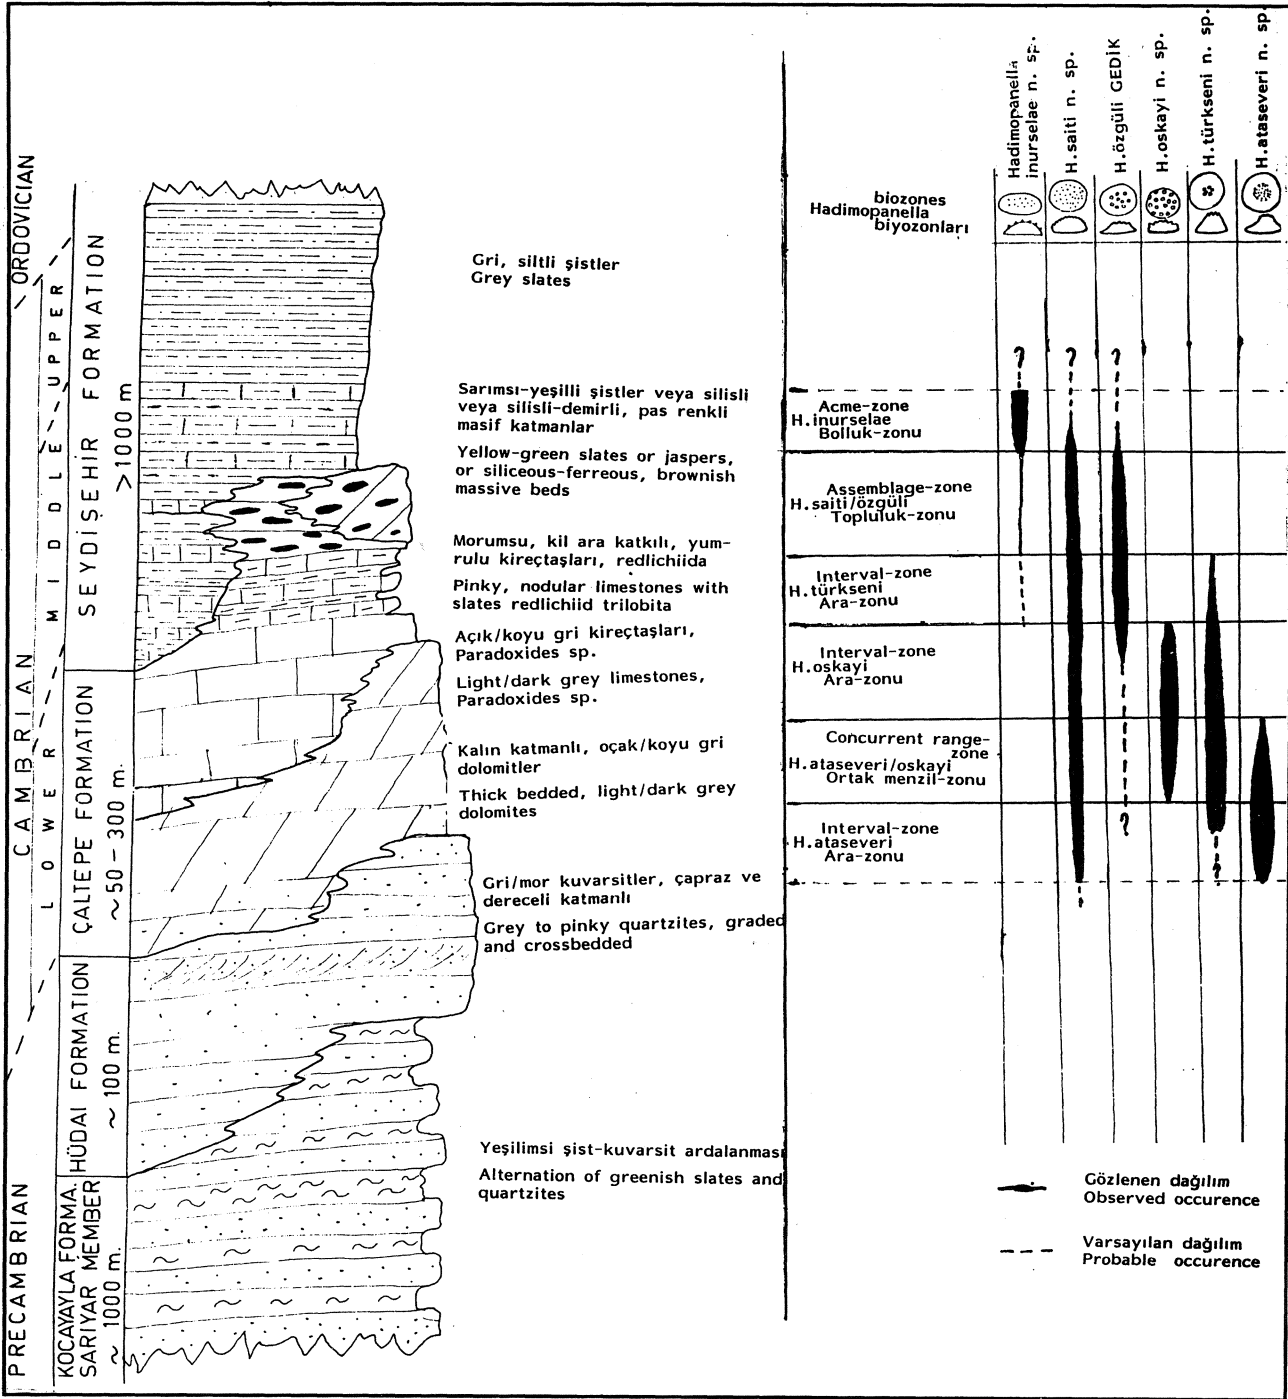 ORDOVICIAN
CAMBRIAN
PRECAMBRIAN
UPPER
MIDDLE
LOWER
SEYDİŞEHİR FORMATION
>1000 m
ÇALTEPE FORMATION
~50-300 m.
HÜDAI FORMATION
~100 m.
KOCAYAYLA FORMA.
SARIYAR MEMBER
~1000 m.
Gri, siltli şistler
Grey slates
Sarımsı-yeşilli şistler veya silisli
veya silisli-demirli, pas renkli
masif katmanlar
Yellow-green slates or jaspers,
or siliceous-ferreous, brownish
massive beds
Morumsu, kil ara katkılı, yum-
rulu kireçtaşları, redlichiida
Pinky, nodular limestones with
slates redlichiid trilobita
Açık/koyu gri kireçtaşları,
Paradoxides sp.
Light/dark grey limestones,
Paradoxides sp.
Kalın katmanlı, oçak/koyu gri
dolomitler
Thick bedded, light/dark grey
dolomites
Gri/mor kuvarsitler, çapraz ve
dereceli katmanlı
Grey to pinky quartzites, graded
and crossbedded
Yeşilimsi şist-kuvarsit ardalanması
Alternation of greenish slates and
quartzites
biozones
Hadimopanella
biyozonları
Hadimopanella
inurselae n. sp.
H.saiti n. sp.
H.özgüli GEDİK
H.oskayi n. sp.
H.türkseni n. sp.
H.ataseveri n. sp.
?
?
?
Acme-zone
H.inurselae
Bolluk-zonu
Assemblage-zone
H.saiti/özgüli
Topluluk-zonu
Interval-zone
H.türkseni
Ara-zonu
Interval-zone
H.oskayi
Ara-zonu
Concurrent range-
zone
H.ataseveri/oskayi
Ortak menzil-zonu
Interval-zone
H.ataseveri
Ara-zonu
?
Gözlenen dağılım
Observed occurence
Varsayılan dağılım
Probable occurence